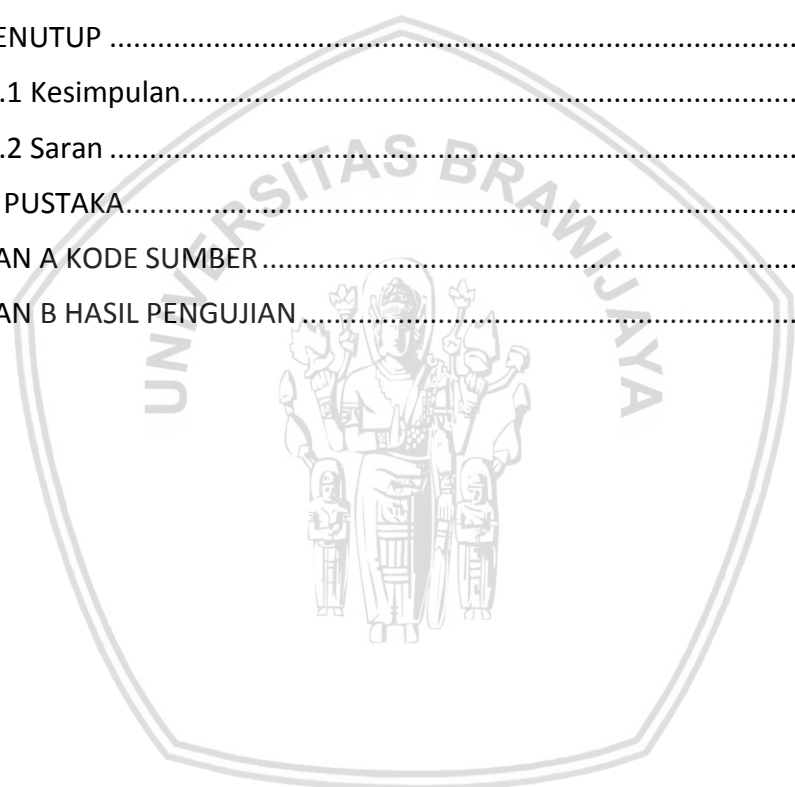 ENUTUP ........................................................................................
.1 Kesimpulan................................................................................
.2 Saran ........................................................................................
PUSTAKA.......................................................................................
AN A KODE SUMBER.....................................................................
AN B HASIL PENGUJIAN ................................................................
UNIVERSITAS BRAWIJAYA